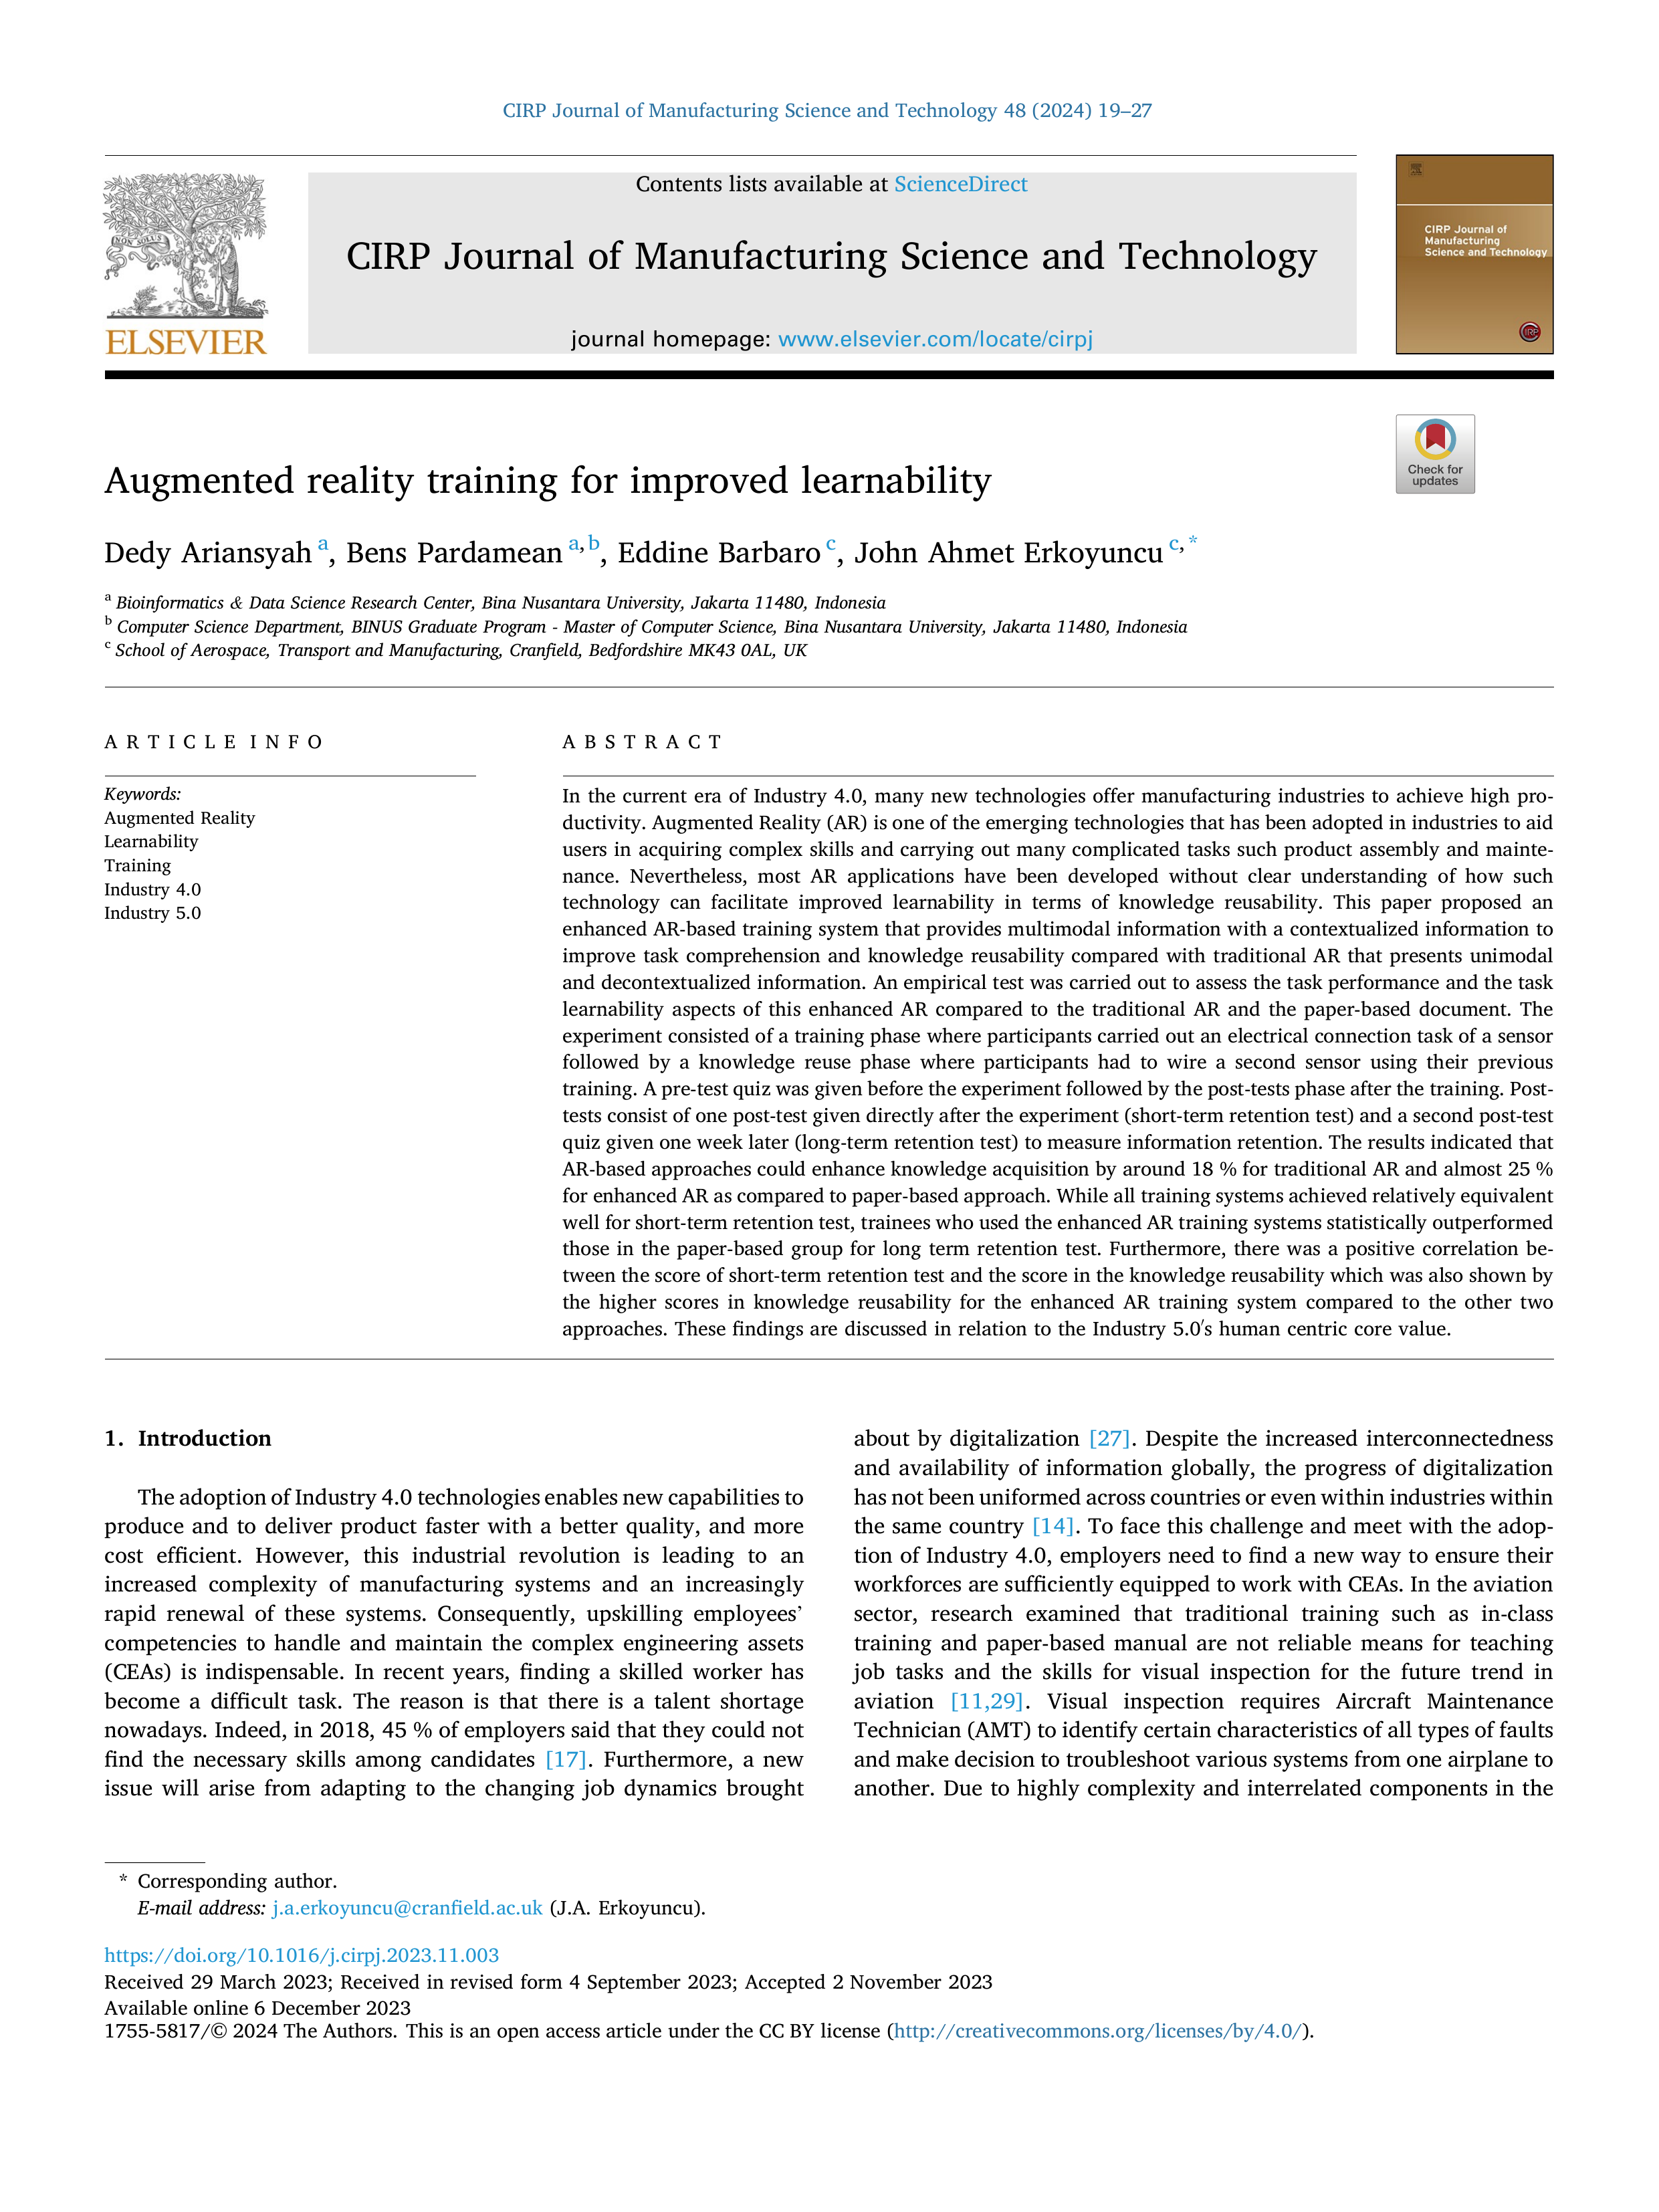 CIRP Journal of Manufacturing Science and Technology 48 (2024) 19–27
Contents lists available at ScienceDirect
CIRP Journal of Manufacturing Science and Technology
journal homepage: www.elsevier.com/locate/cirpj
NON SOLUS
ELSEVIER
CIRP Journal of
Manufacturing
Science and Technology
CIRP
Check for
updates
Augmented reality training for improved learnability
Dedy Ariansyah a, Bens Pardamean a,b, Eddine Barbaro c, John Ahmet Erkoyuncu c,*
a Bioinformatics & Data Science Research Center, Bina Nusantara University, Jakarta 11480, Indonesia
b Computer Science Department, BINUS Graduate Program - Master of Computer Science, Bina Nusantara University, Jakarta 11480, Indonesia
c School of Aerospace, Transport and Manufacturing, Cranfield, Bedfordshire MK43 0AL, UK
ARTICLE INFO
Keywords:
Augmented Reality
Learnability
Training
Industry 4.0
Industry 5.0
ABSTRACT
In the current era of Industry 4.0, many new technologies offer manufacturing industries to achieve high pro-
ductivity. Augmented Reality (AR) is one of the emerging technologies that has been adopted in industries to aid
users in acquiring complex skills and carrying out many complicated tasks such product assembly and mainte-
nance. Nevertheless, most AR applications have been developed without clear understanding of how such
technology can facilitate improved learnability in terms of knowledge reusability. This paper proposed an
enhanced AR-based training system that provides multimodal information with a contextualized information to
improve task comprehension and knowledge reusability compared with traditional AR that presents unimodal
and decontextualized information. An empirical test was carried out to assess the task performance and the task
learnability aspects of this enhanced AR compared to the traditional AR and the paper-based document. The
experiment consisted of a training phase where participants carried out an electrical connection task of a sensor
followed by a knowledge reuse phase where participants had to wire a second sensor using their previous
training. A pre-test quiz was given before the experiment followed by the post-tests phase after the training. Post-
tests consist of one post-test given directly after the experiment (short-term retention test) and a second post-test
quiz given one week later (long-term retention test) to measure information retention. The results indicated that
AR-based approaches could enhance knowledge acquisition by around 18 % for traditional AR and almost 25 %
for enhanced AR as compared to paper-based approach. While all training systems achieved relatively equivalent
well for short-term retention test, trainees who used the enhanced AR training systems statistically outperformed
those in the paper-based group for long term retention test. Furthermore, there was a positive correlation be-
tween the score of short-term retention test and the score in the knowledge reusability which was also shown by
the higher scores in knowledge reusability for the enhanced AR training system compared to the other two
approaches. These findings are discussed in relation to the Industry 5.0′s human centric core value.
1. Introduction
The adoption of Industry 4.0 technologies enables new capabilities to
produce and to deliver product faster with a better quality, and more
cost efficient. However, this industrial revolution is leading to an
increased complexity of manufacturing systems and an increasingly
rapid renewal of these systems. Consequently, upskilling employees’
competencies to handle and maintain the complex engineering assets
(CEAs) is indispensable. In recent years, finding a skilled worker has
become a difficult task. The reason is that there is a talent shortage
nowadays. Indeed, in 2018, 45 % of employers said that they could not
find the necessary skills among candidates [17]. Furthermore, a new
issue will arise from adapting to the changing job dynamics brought
about by digitalization [27]. Despite the increased interconnectedness
and availability of information globally, the progress of digitalization
has not been uniformed across countries or even within industries within
the same country [14]. To face this challenge and meet with the adop-
tion of Industry 4.0, employers need to find a new way to ensure their
workforces are sufficiently equipped to work with CEAs. In the aviation
sector, research examined that traditional training such as in-class
training and paper-based manual are not reliable means for teaching
job tasks and the skills for visual inspection for the future trend in
aviation [11,29]. Visual inspection requires Aircraft Maintenance
Technician (AMT) to identify certain characteristics of all types of faults
and make decision to troubleshoot various systems from one airplane to
another. Due to highly complexity and interrelated components in the
* Corresponding author.
E-mail address: j.a.erkoyuncu@cranfield.ac.uk (J.A. Erkoyuncu).
https://doi.org/10.1016/j.cirpj.2023.11.003
Received 29 March 2023; Received in revised form 4 September 2023; Accepted 2 November 2023
Available online 6 December 2023
1755-5817/© 2024 The Authors. This is an open access article under the CC BY license (http://creativecommons.org/licenses/by/4.0/).